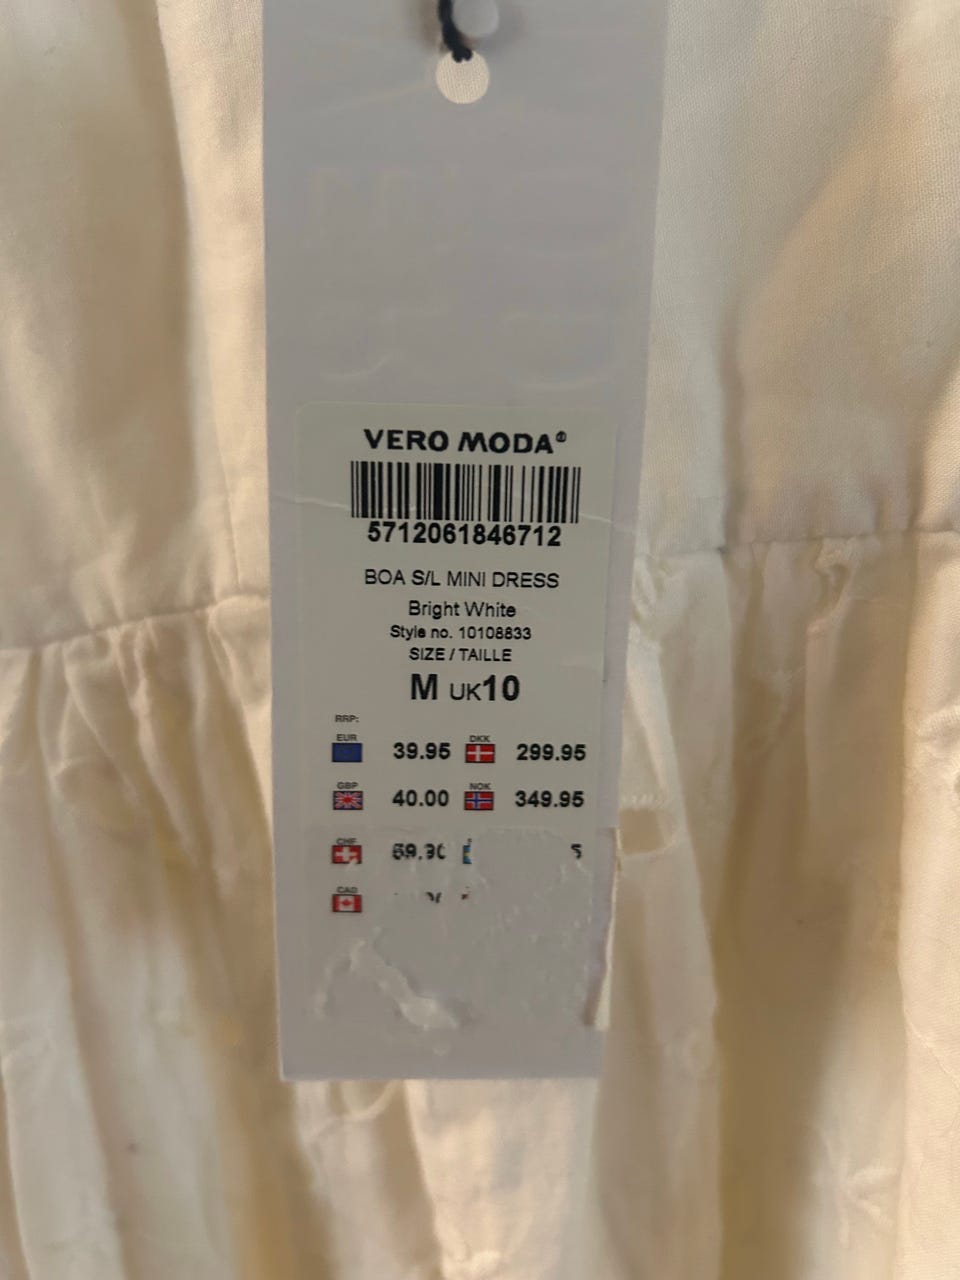 VERO MODA®
5712061846712
BOA S/L MINI DRESS
Bright White
Style no. 10108833
SIZE / TAILLE
M UK10
RRP:
EUR 39.95 DKK 299.95
GBP 40.00 NOK 349.95
CHF
CAD